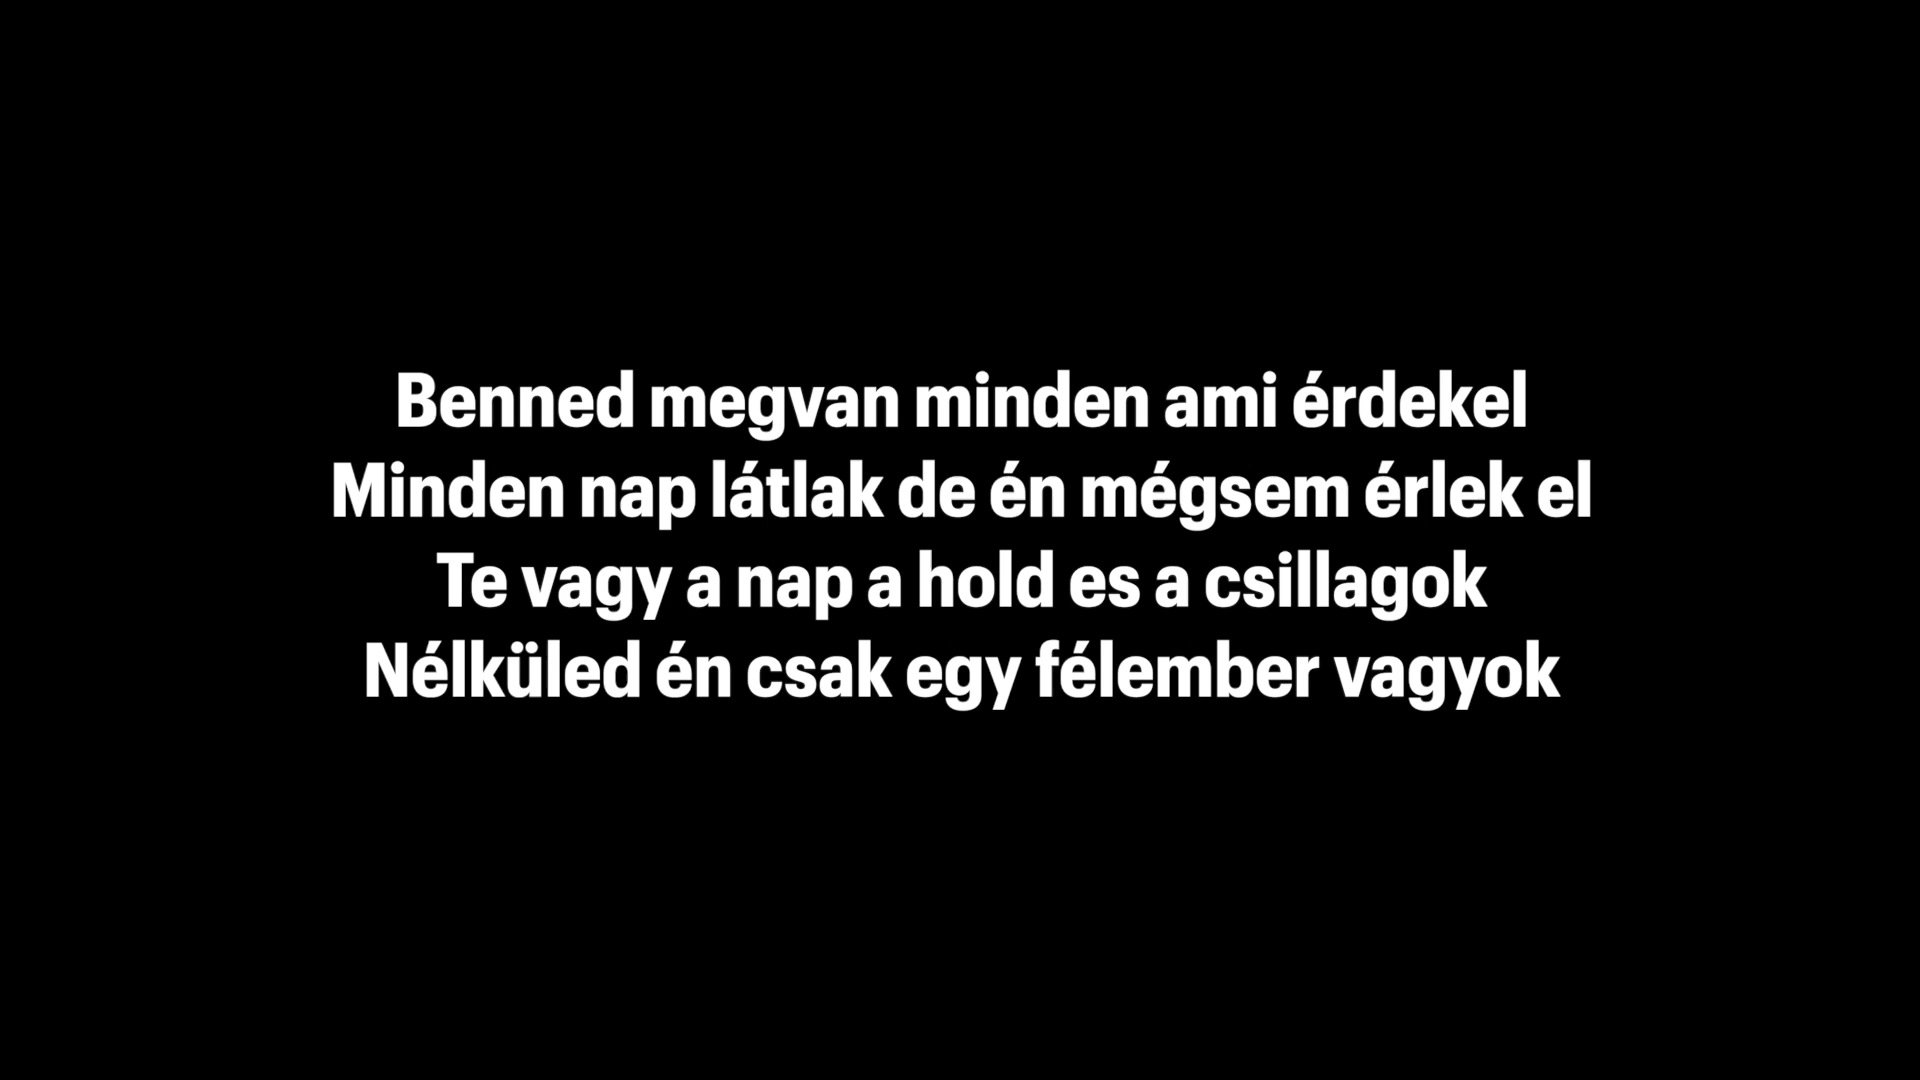 Benned megvan minden ami érdekel
Minden nap látlak de én mégsem érlek el
Te vagy a nap a hold es a csillagok
Nélküled én csak egy félember vagyok